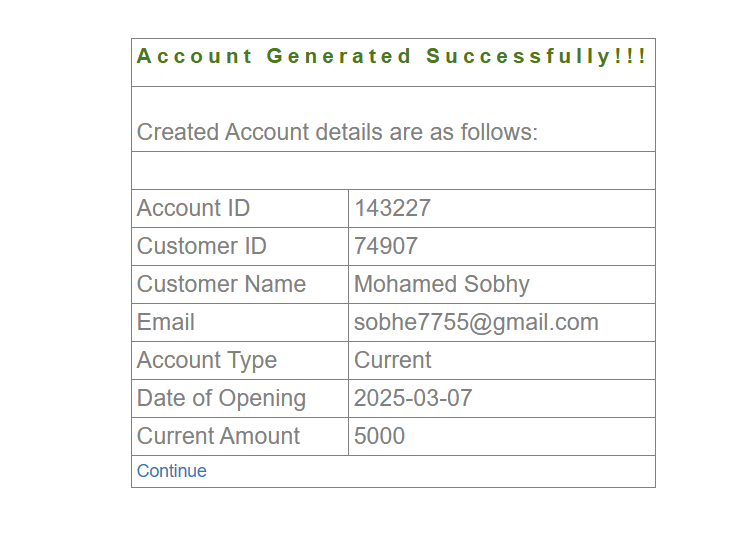 Account Generated Successfully!!!
Created Account details are as follows:
Account ID 143227
Customer ID 74907
Customer Name Mohamed Sobhy
Email sobhe7755@gmail.com
Account Type Current
Date of Opening 2025-03-07
Current Amount 5000
Continue